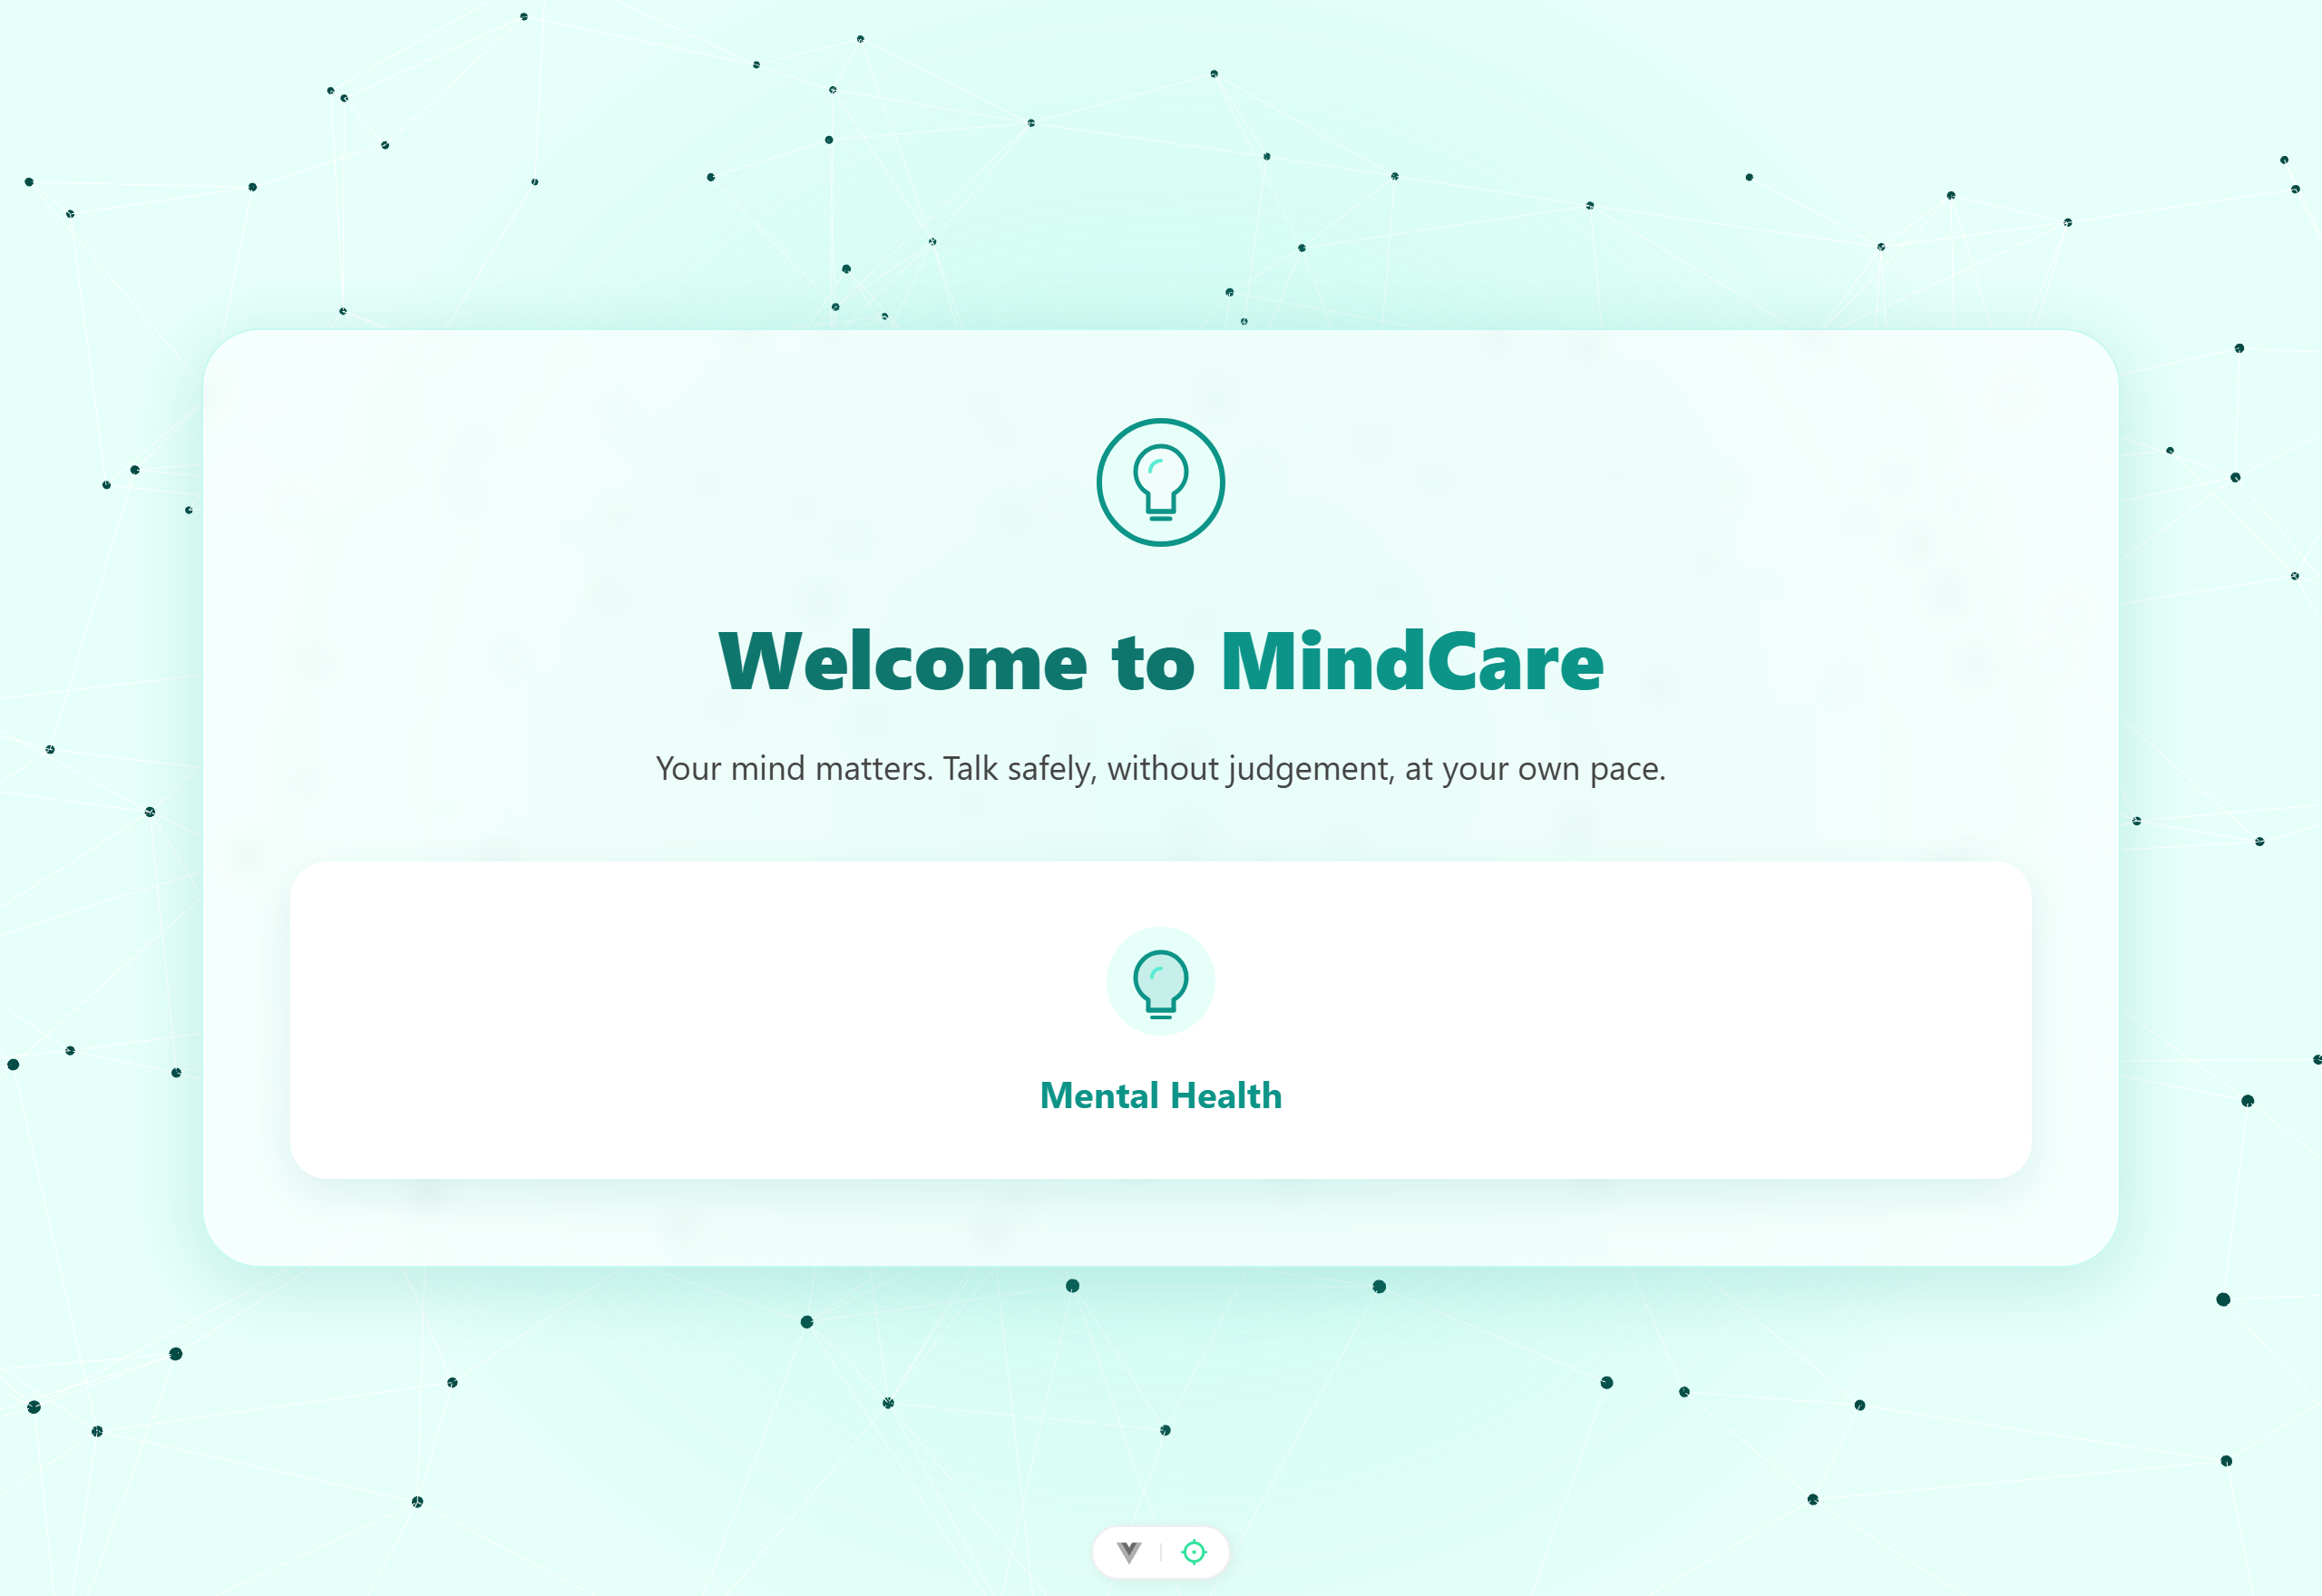 Welcome to MindCare
Your mind matters. Talk safely, without judgement, at your own pace.
Mental Health